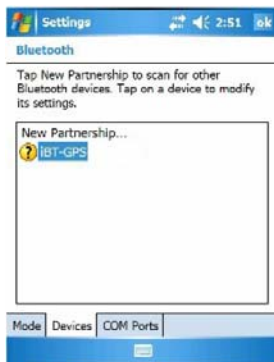 Settings 2:51 ok
Bluetooth
Tap New Partnership to scan for other
Bluetooth devices. Tap on a device to modify
its settings.
New Partnership...
iBT-GPS
Mode Devices COM Ports